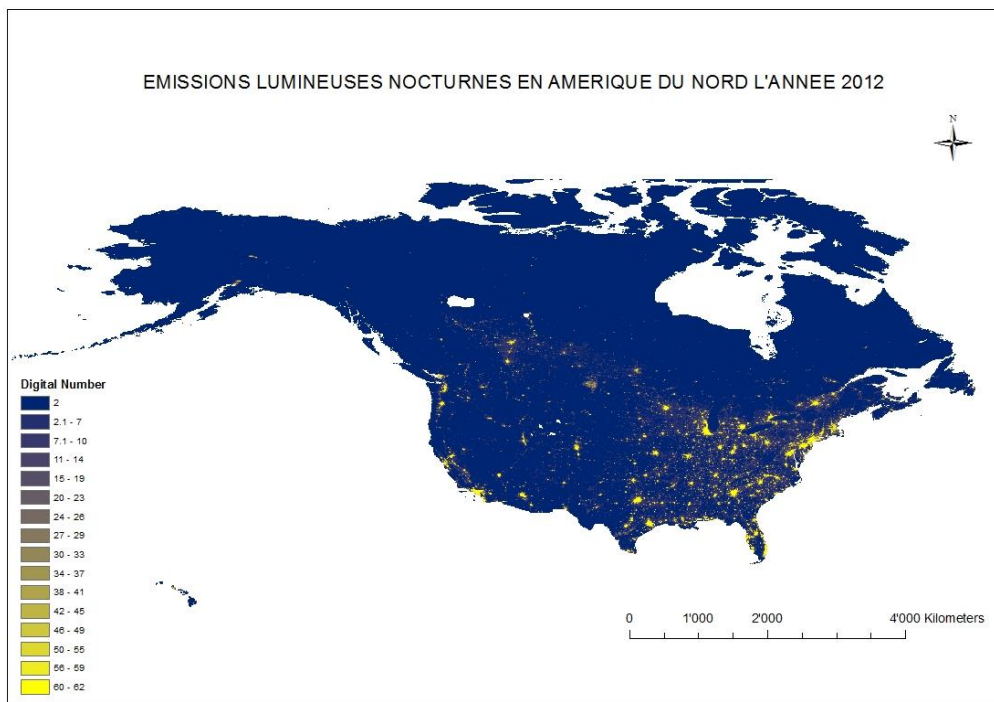 EMISSIONS LUMINEUSES NOCTURNES EN AMERIQUE DU NORD L'ANNEE 2012
N
Digital Number
2
2.1 - 7
7.1 - 10
11 - 14
15 - 19
20 - 23
24 - 26
27 - 29
30 - 33
34 - 37
38 - 41
42 - 45
46 - 49
50 - 55
56 - 59
60 - 62
0 1'000 2'000 4'000 Kilometers